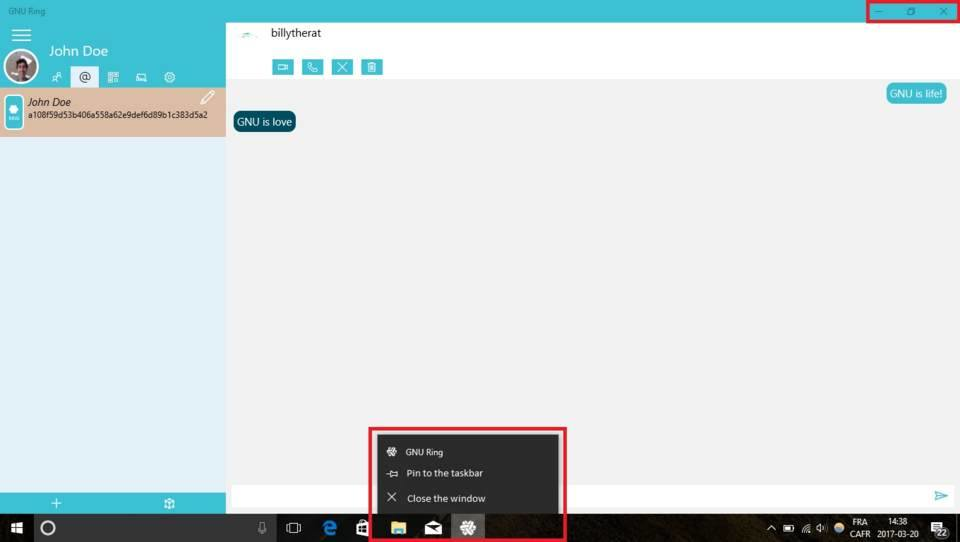 GNU Ring
John Doe
@
John Doe
a108f59d53b406a558a62e9def6d89b1c383d5a2
RING
billytherat
GNU is life!
GNU is love
GNU Ring
Pin to the taskbar
Close the window
FRA
CAFR
14:38
2017-03-20
22